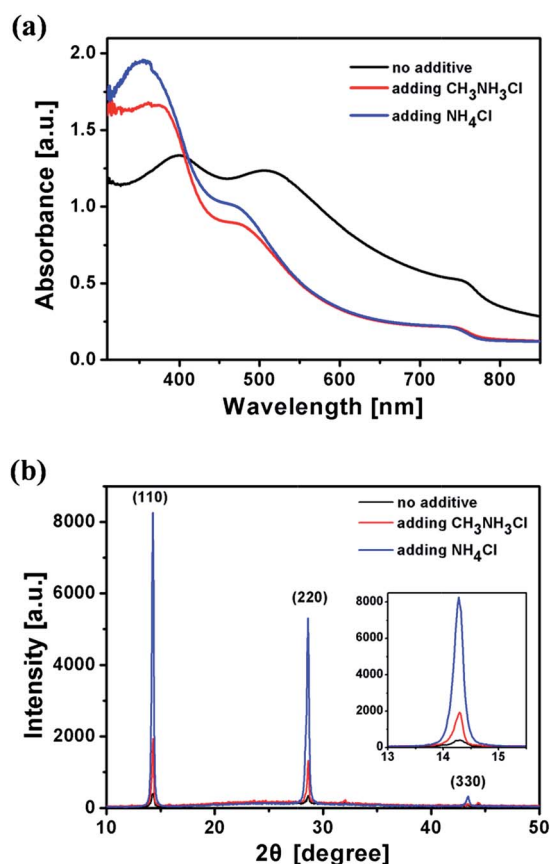 (a)
2.0
1.5
1.0
0.5
0.0
Absorbance [a.u.]
no additive
adding CH₃NH₃Cl
adding NH₄Cl
400 500 600 700 800
Wavelength [nm]
(b)
8000
6000
4000
2000
0
Intensity [a.u.]
(110)
(220)
(330)
no additive
adding CH₃NH₃Cl
adding NH₄Cl
8000
6000
4000
2000
0
13 14 15
10 20 30 40 50
2θ [degree]